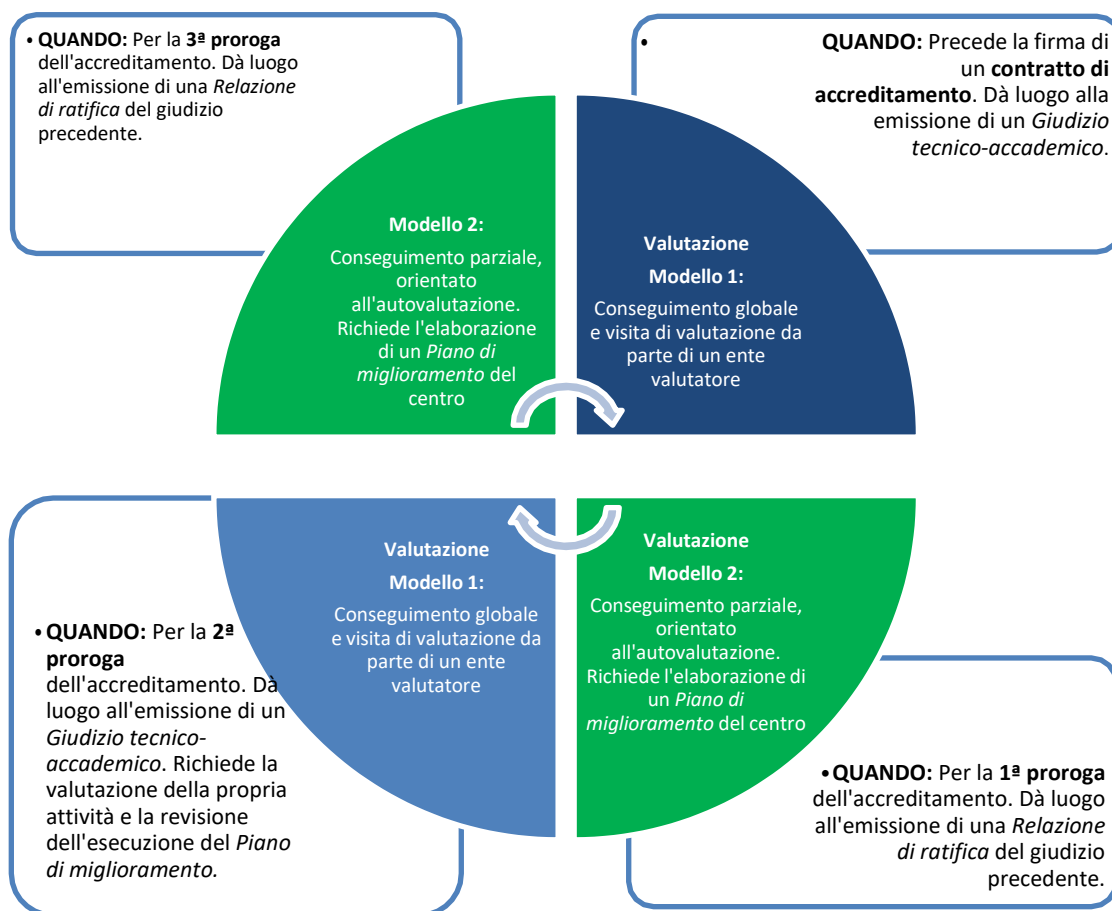 • QUANDO: Per la 3ª proroga
dell'accreditamento. Dà luogo
all'emissione di una Relazione
di ratifica del giudizio
precedente.
• QUANDO: Precede la firma di
un contratto di
accreditamento. Dà luogo alla
emissione di un Giudizio
tecnico-accademico.
Modello 2:
Conseguimento parziale,
orientato
all'autovalutazione.
Richiede l'elaborazione
di un Piano di
miglioramento del
centro
Valutazione
Modello 1:
Conseguimento globale
e visita di valutazione da
parte di un ente
valutatore
Valutazione
Modello 1:
Conseguimento globale
e visita di valutazione da
parte di un ente
valutatore
Valutazione
Modello 2:
Conseguimento parziale,
orientato
all'autovalutazione.
Richiede l'elaborazione di
un Piano di
miglioramento del centro
• QUANDO: Per la 2ª
proroga
dell'accreditamento. Dà
luogo all'emissione di un
Giudizio tecnico-
accademico. Richiede la
valutazione della propria
attività e la revisione
dell'esecuzione del Piano
di miglioramento.
• QUANDO: Per la 1ª proroga
dell'accreditamento. Dà luogo
all'emissione di una Relazione
di ratifica del giudizio
precedente.